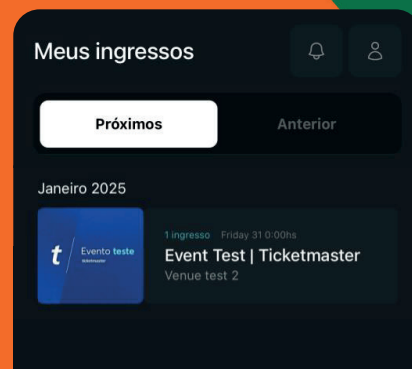 Meus ingressos
Próximos
Anterior
Janeiro 2025
t
Evento teste
ticketmaster
1 ingresso Friday 31 0:00hs
Event Test | Ticketmaster
Venue test 2